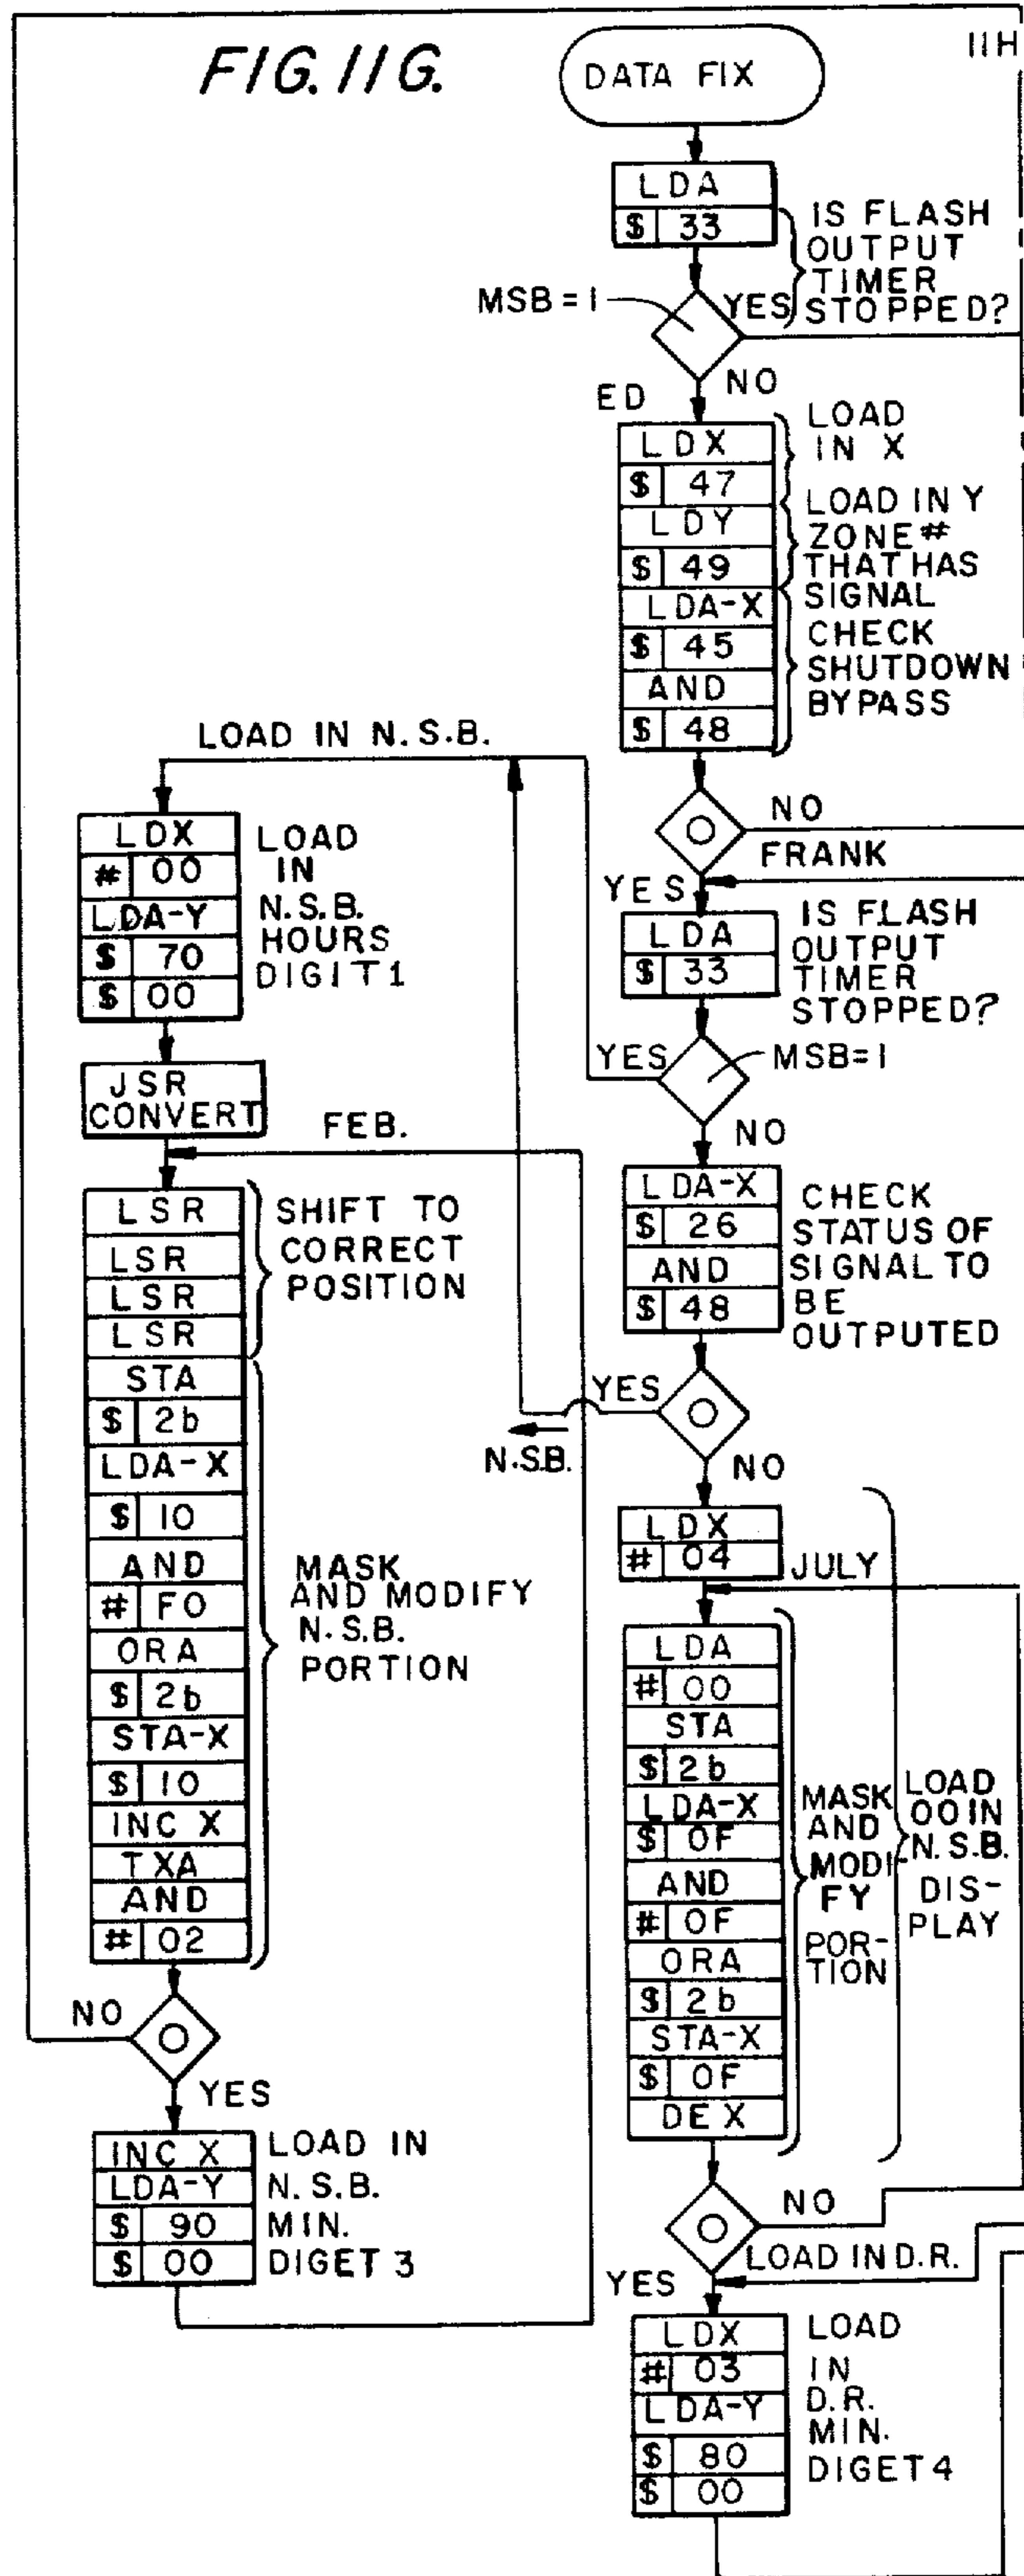 FIG. 11G.
11H
DATA FIX
LDA
$ 33
IS FLASH
OUTPUT
TIMER
STOPPED?
MSB=1
YES
NO
ED
LDX
$ 47
LOAD
IN X
LDY
$ 49
LOAD IN Y
ZONE #
THAT HAS
SIGNAL
LDA-X
$ 45
AND
$ 48
CHECK
SHUTDOWN
BYPASS
NO
FRANK
YES
LDA
$ 33
IS FLASH
OUTPUT
TIMER
STOPPED?
YES
MSB=1
NO
LDA-X
$ 26
AND
$ 48
CHECK
STATUS OF
SIGNAL TO
BE
OUTPUTED
YES
N.S.B.
NO
LDX
# 04
JULY
LDA
# 00
STA
$ 2b
LDA-X
$ 0F
AND
# 0F
ORA
$ 2b
STA-X
$ 0F
DEX
MASK
AND
MODI-
FY
POR-
TION
LOAD
00 IN
N.S.B.
DIS-
PLAY
NO
LOAD IN D.R.
YES
LDX
# 03
LDA-Y
$ 80
$ 00
LOAD
IN
D.R.
MIN.
DIGET 4
LOAD IN N.S.B.
LDX
# 00
LDA-Y
$ 70
$ 00
LOAD
IN
N.S.B.
HOURS
DIGIT 1
JSR
CONVERT
FEB.
LSR
LSR
LSR
LSR
SHIFT TO
CORRECT
POSITION
STA
$ 2b
LDA-X
$ 10
AND
# F0
ORA
$ 2b
STA-X
$ 10
INC X
TXA
AND
# 02
MASK
AND MODIFY
N.S.B.
PORTION
NO
YES
INC X
LDA-Y
$ 90
$ 00
LOAD IN
N.S.B.
MIN.
DIGET 3